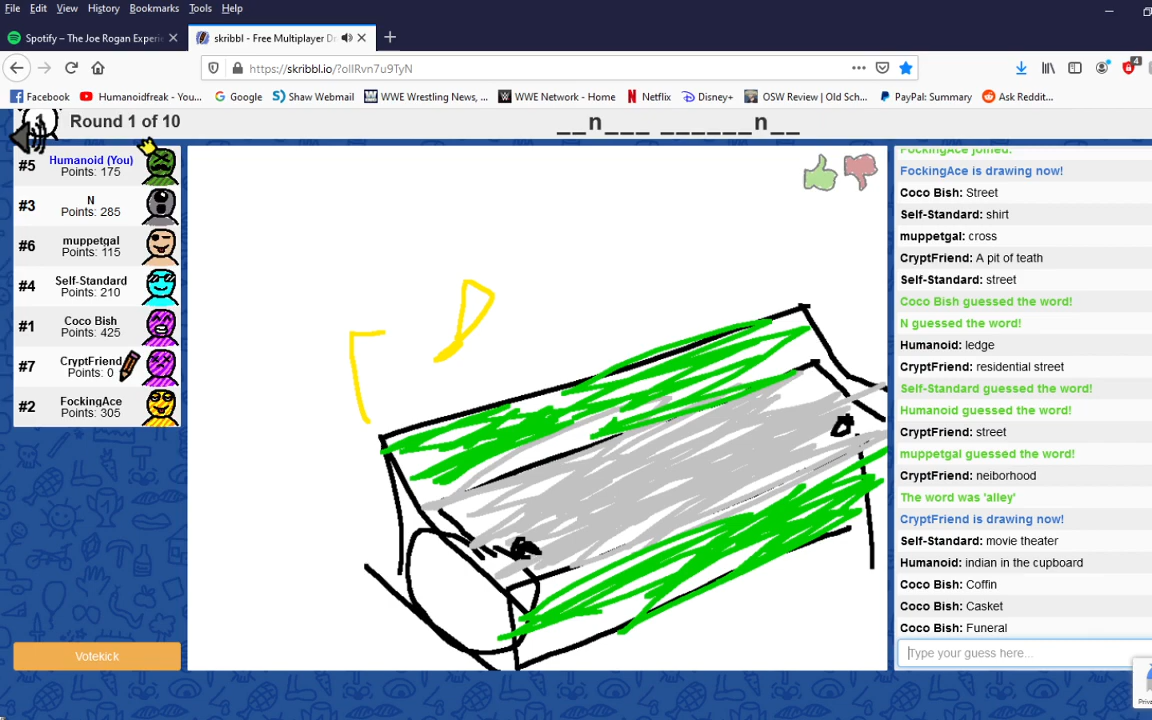 File Edit View History Bookmarks Tools Help
Spotify – The Joe Rogan Experi
skribbl - Free Multiplayer Dr
https://skribbl.io/?olIRvn7u9TyN
4
Facebook Humanoidfreak - You... Google Shaw Webmail WWE Wrestling News, ... WWE Network - Home Netflix Disney+ OSW Review | Old Sch... PayPal: Summary Ask Reddit...
Round 1 of 10
__n___ ______n__
#5 Humanoid (You)
Points: 175
#3 N
Points: 285
#6 muppetgal
Points: 115
#4 Self-Standard
Points: 210
#1 Coco Bish
Points: 425
#7 CryptFriend
Points: 0
#2 FockingAce
Points: 305
Votekick
FockingAce joined.
FockingAce is drawing now!
Coco Bish: Street
Self-Standard: shirt
muppetgal: cross
CryptFriend: A pit of teath
Self-Standard: street
Coco Bish guessed the word!
N guessed the word!
Humanoid: ledge
CryptFriend: residential street
Self-Standard guessed the word!
Humanoid guessed the word!
CryptFriend: street
muppetgal guessed the word!
CryptFriend: neiborhood
The word was 'alley'
CryptFriend is drawing now!
Self-Standard: movie theater
Humanoid: indian in the cupboard
Coco Bish: Coffin
Coco Bish: Casket
Coco Bish: Funeral
Type your guess here...